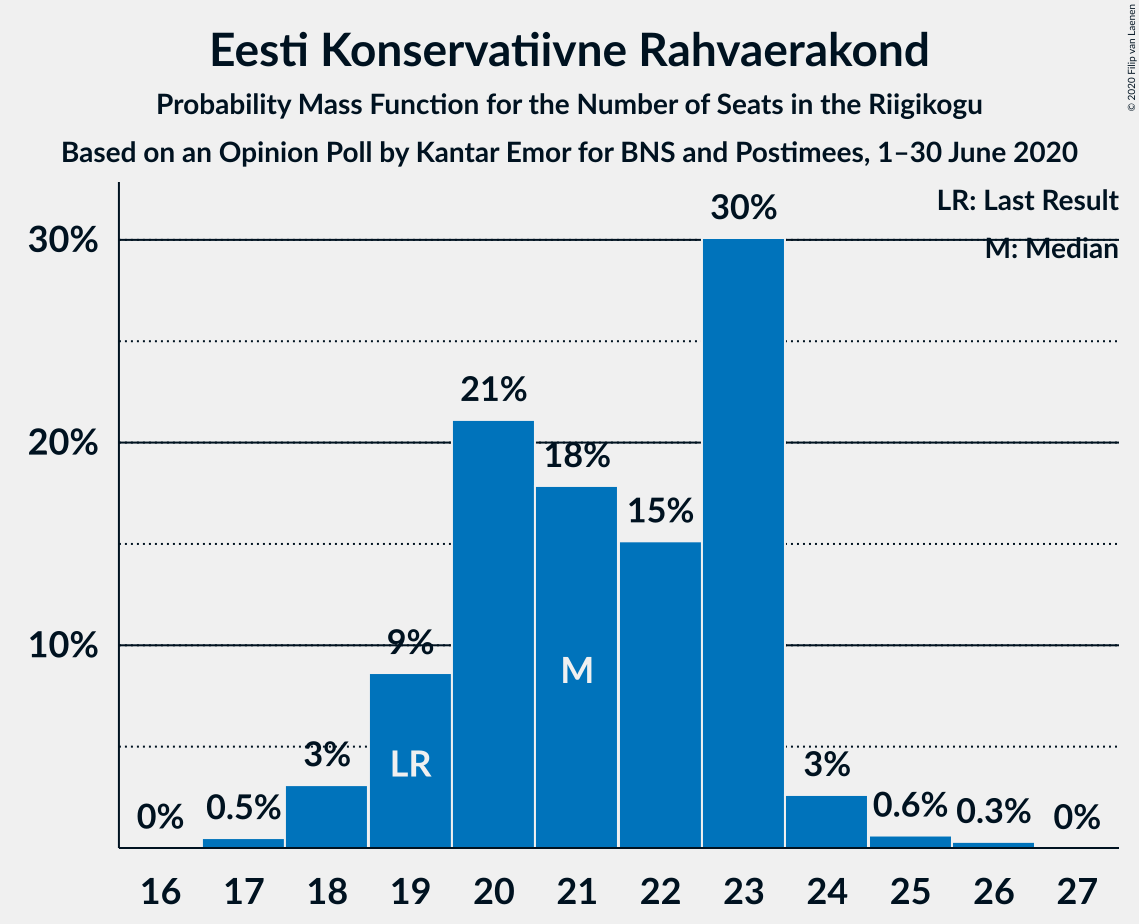 Eesti Konservatiivne Rahvaerakond
Probability Mass Function for the Number of Seats in the Riigikogu
Based on an Opinion Poll by Kantar Emor for BNS and Postimees, 1–30 June 2020
© 2020 Filip van Laenen
LR: Last Result
M: Median
30%
20%
10%
0%
0.5%
3%
9%
21%
18%
15%
30%
3%
0.6%
0.3%
0%
LR
M
16 17 18 19 20 21 22 23 24 25 26 27